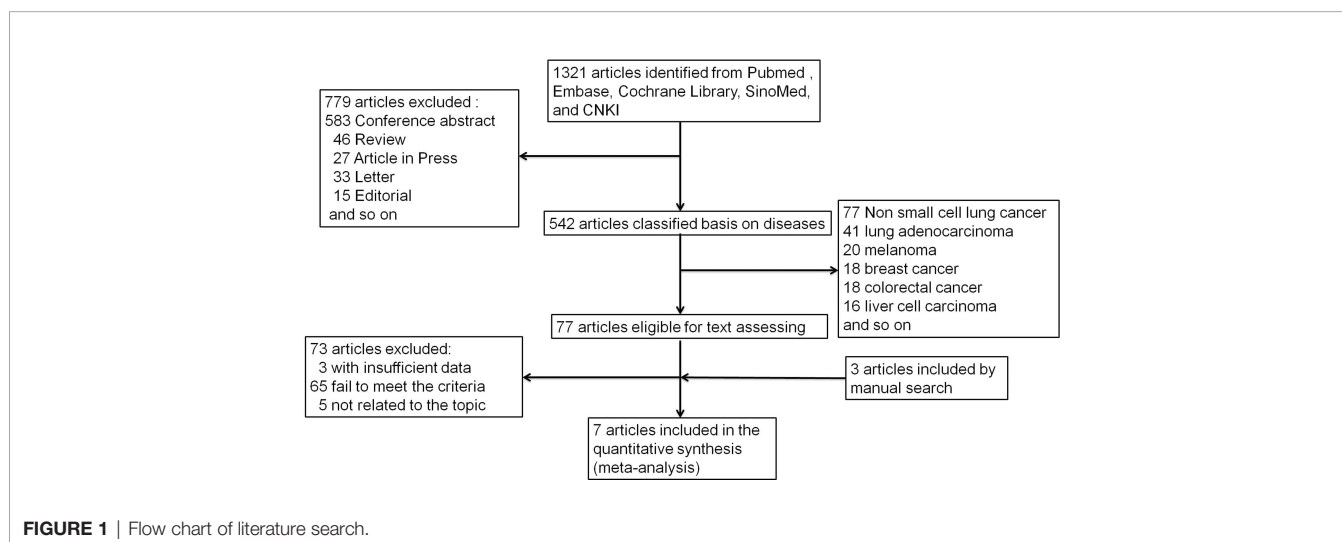 1321 articles identified from Pubmed ,
Embase, Cochrane Library, SinoMed,
and CNKI
779 articles excluded :
583 Conference abstract
46 Review
27 Article in Press
33 Letter
15 Editorial
and so on
542 articles classified basis on diseases
77 Non small cell lung cancer
41 lung adenocarcinoma
20 melanoma
18 breast cancer
18 colorectal cancer
16 liver cell carcinoma
and so on
77 articles eligible for text assessing
73 articles excluded:
3 with insufficient data
65 fail to meet the criteria
5 not related to the topic
3 articles included by
manual search
7 articles included in the
quantitative synthesis
(meta-analysis)
FIGURE 1 | Flow chart of literature search.